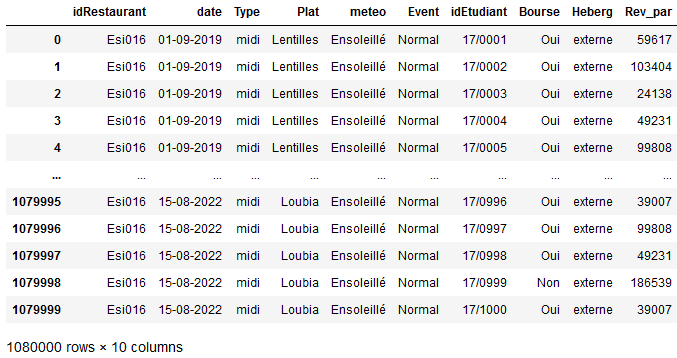 idRestaurant date Type Plat meteo Event idEtudiant Bourse Heberg Rev_par
0 Esi016 01-09-2019 midi Lentilles Ensoleillé Normal 17/0001 Oui externe 59617
1 Esi016 01-09-2019 midi Lentilles Ensoleillé Normal 17/0002 Oui externe 103404
2 Esi016 01-09-2019 midi Lentilles Ensoleillé Normal 17/0003 Oui externe 24138
3 Esi016 01-09-2019 midi Lentilles Ensoleillé Normal 17/0004 Oui externe 49231
4 Esi016 01-09-2019 midi Lentilles Ensoleillé Normal 17/0005 Oui externe 99808
... ... ... ... ... ... ... ... ... ... ...
1079995 Esi016 15-08-2022 midi Loubia Ensoleillé Normal 17/0996 Oui externe 39007
1079996 Esi016 15-08-2022 midi Loubia Ensoleillé Normal 17/0997 Oui externe 99808
1079997 Esi016 15-08-2022 midi Loubia Ensoleillé Normal 17/0998 Oui externe 49231
1079998 Esi016 15-08-2022 midi Loubia Ensoleillé Normal 17/0999 Non externe 186539
1079999 Esi016 15-08-2022 midi Loubia Ensoleillé Normal 17/1000 Oui externe 39007
1080000 rows × 10 columns